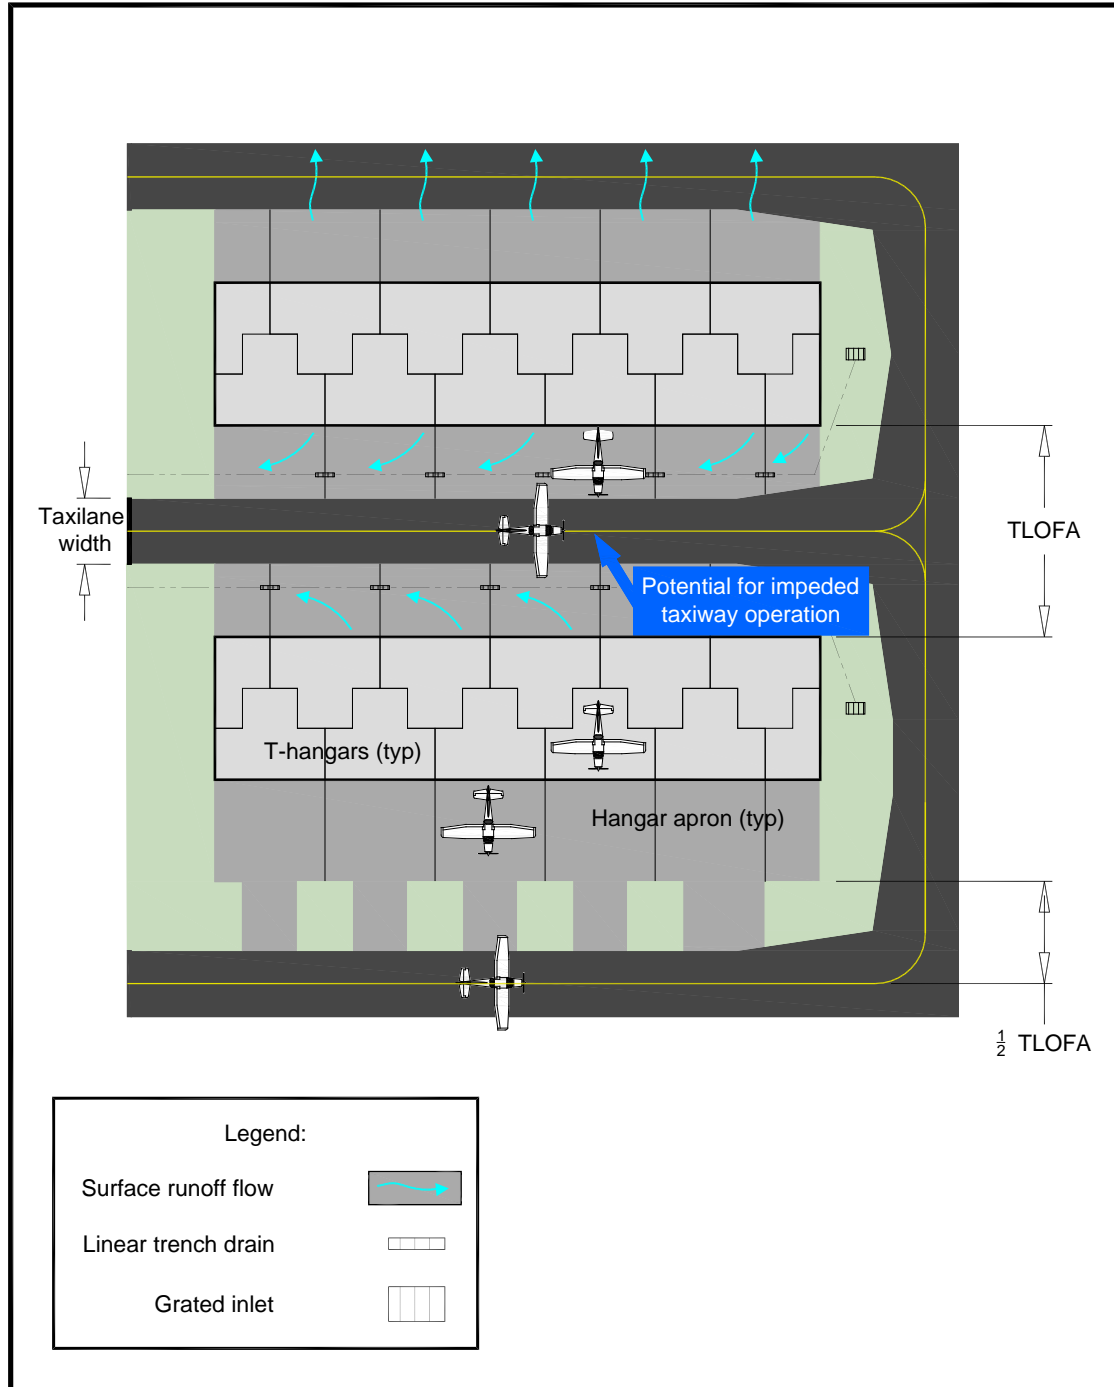 Taxilane
width
TLOFA
Potential for impeded
taxiway operation
T-hangars (typ)
Hangar apron (typ)
1/2 TLOFA
Legend:
Surface runoff flow
Linear trench drain
Grated inlet